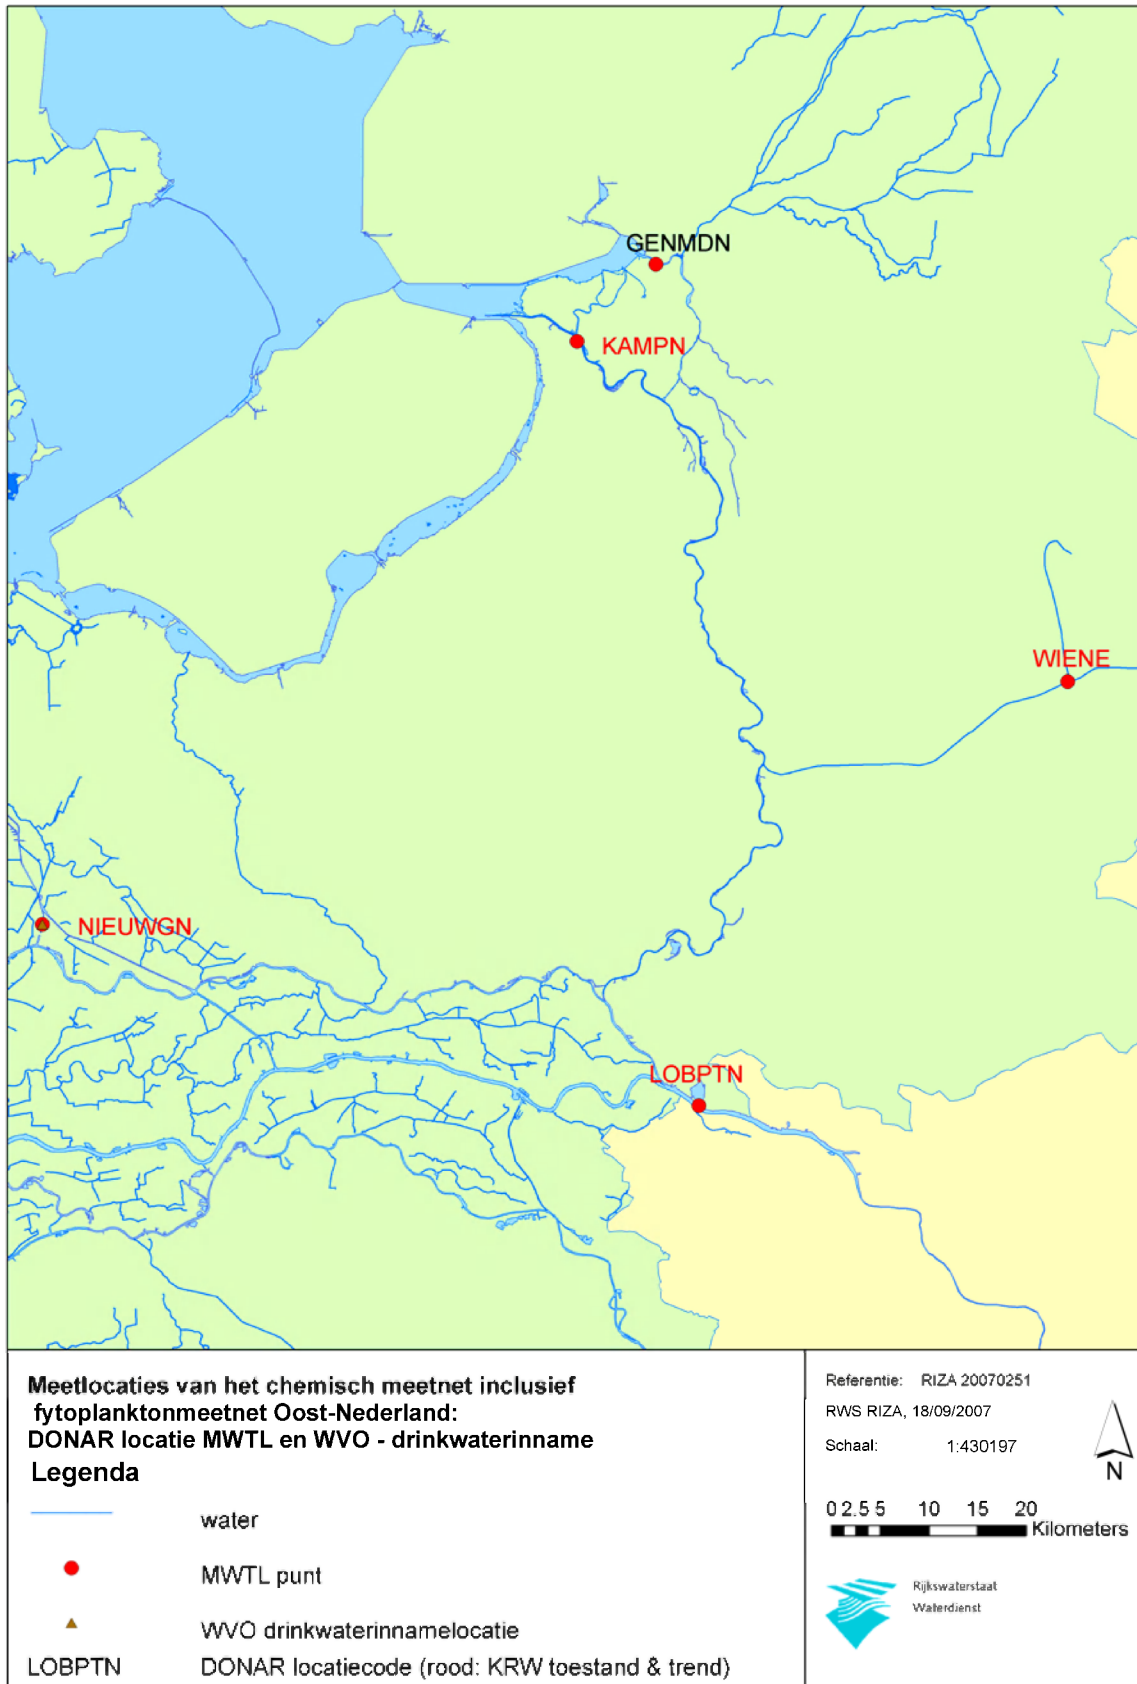 GENMDN
KAMPN
WIENE
NIEUWGN
LOBPTN
Meetlocaties van het chemisch meetnet inclusief
fytoplanktonmeetnet Oost-Nederland:
DONAR locatie MWTL en WVO - drinkwaterinname
Legenda
water
MWTL punt
WVO drinkwaterinnamelocatie
LOBPTN DONAR locatiecode (rood: KRW toestand & trend)
Referentie: RIZA 20070251
RWS RIZA, 18/09/2007
Schaal: 1:430197
N
0 2.5 5 10 15 20
Kilometers
Rijkswaterstaat
Waterdienst